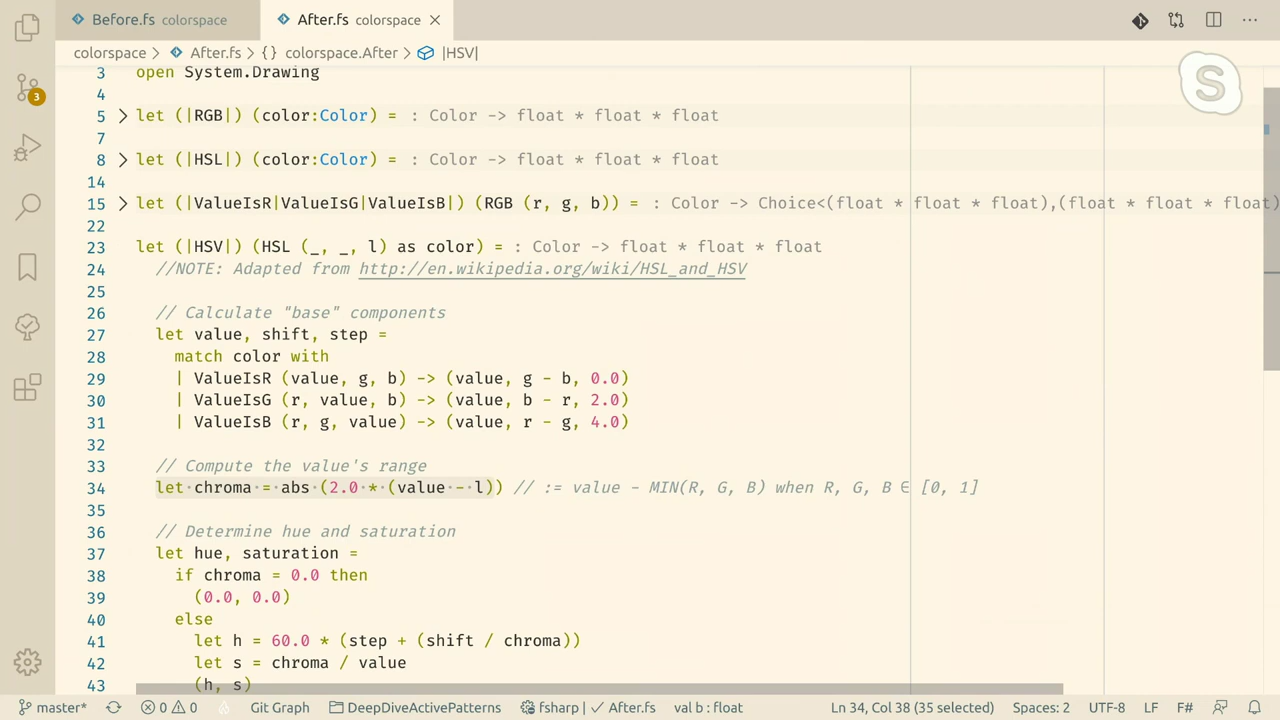 Before.fs colorspace
After.fs colorspace
colorspace > After.fs > {} colorspace.After > |HSV|
3 open System.Drawing
4
5 let (|RGB|) (color:Color) = : Color -> float * float * float
7
8 let (|HSL|) (color:Color) = : Color -> float * float * float
14
15 let (|ValueIsR|ValueIsG|ValueIsB|) (RGB (r, g, b)) = : Color -> Choice<(float * float * float),(float * float * float)
22
23 let (|HSV|) (HSL (_, _, l) as color) = : Color -> float * float * float
24 //NOTE: Adapted from http://en.wikipedia.org/wiki/HSL_and_HSV
25
26 // Calculate "base" components
27 let value, shift, step =
28 match color with
29 | ValueIsR (value, g, b) -> (value, g - b, 0.0)
30 | ValueIsG (r, value, b) -> (value, b - r, 2.0)
31 | ValueIsB (r, g, value) -> (value, r - g, 4.0)
32
33 // Compute the value's range
34 let chroma = abs (2.0 * (value - l)) // := value - MIN(R, G, B) when R, G, B ∈ [0, 1]
35
36 // Determine hue and saturation
37 let hue, saturation =
38 if chroma = 0.0 then
39 (0.0, 0.0)
40 else
41 let h = 60.0 * (step + (shift / chroma))
42 let s = chroma / value
43 (h, s)
3
S
master* 0 0 Git Graph DeepDiveActivePatterns fsharp | ✓ After.fs val b : float Ln 34, Col 38 (35 selected) Spaces: 2 UTF-8 LF F#